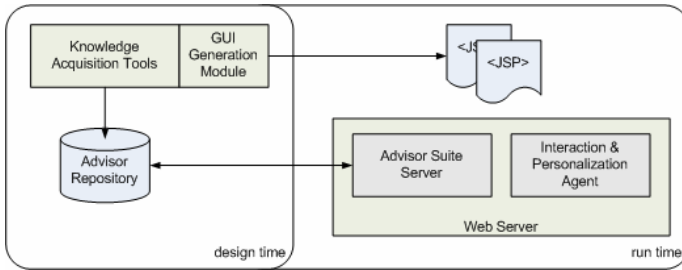 Knowledge
Acquisition Tools
GUI
Generation
Module
<JS
<JSP>
Advisor
Repository
Advisor Suite
Server
Interaction &
Personalization
Agent
Web Server
design time
run time